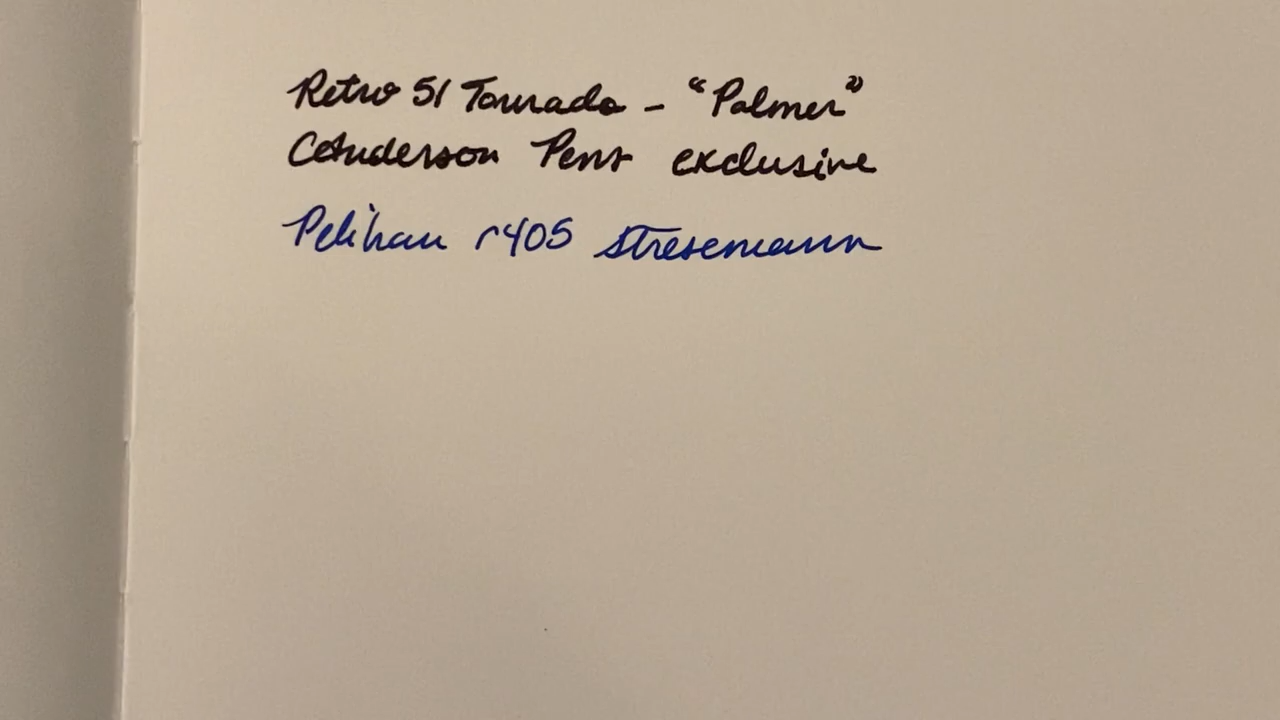 Retro 51 Tornado - "Palmer"
C Anderson Pens exclusive
Pelikan r405 Stresemann